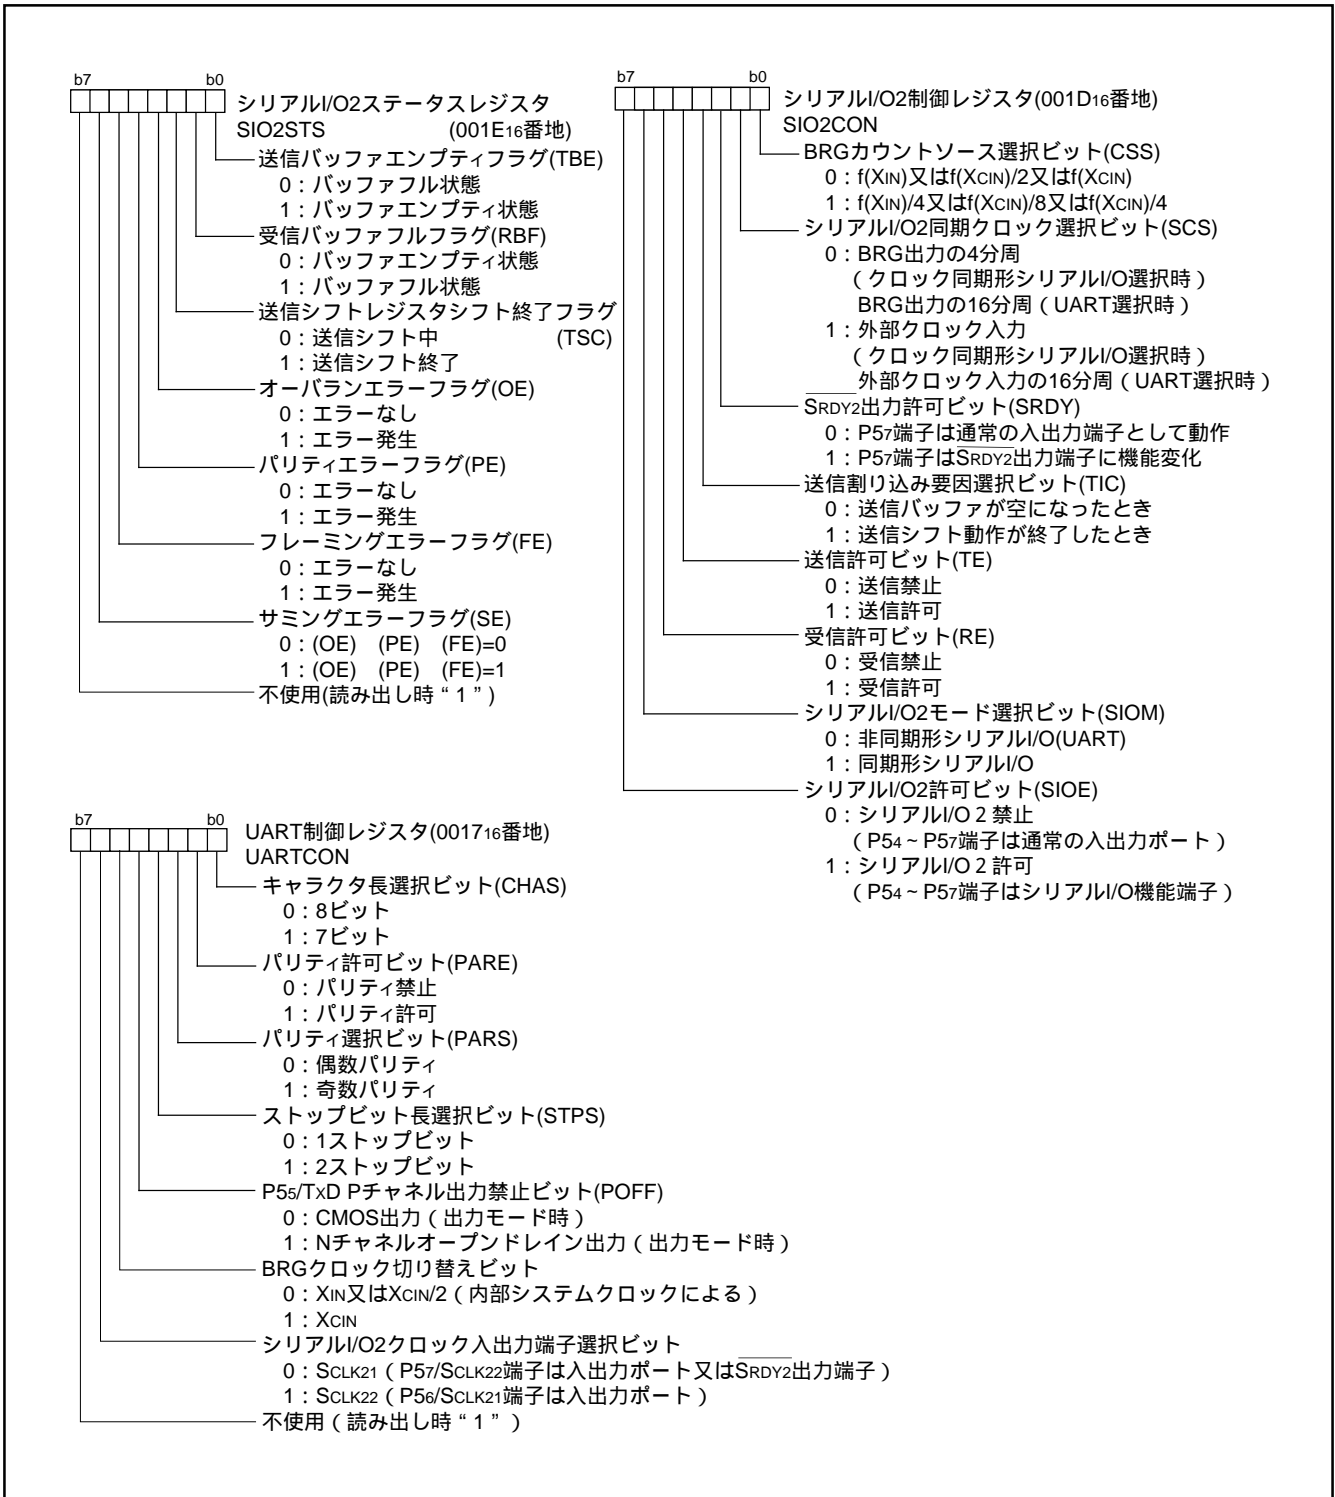 b7 b0
シリアルI/O2ステータスレジスタ
SIO2STS (001E16番地)
送信バッファエンプティフラグ(TBE)
0：バッファフル状態
1：バッファエンプティ状態
受信バッファフルフラグ(RBF)
0：バッファエンプティ状態
1：バッファフル状態
送信シフトレジスタシフト終了フラグ
0：送信シフト中 (TSC)
1：送信シフト終了
オーバランエラーフラグ(OE)
0：エラーなし
1：エラー発生
パリティエラーフラグ(PE)
0：エラーなし
1：エラー発生
フレーミングエラーフラグ(FE)
0：エラーなし
1：エラー発生
サミングエラーフラグ(SE)
0：(OE) (PE) (FE)=0
1：(OE) (PE) (FE)=1
不使用(読み出し時“1”)
b7 b0
シリアルI/O2制御レジスタ(001D16番地)
SIO2CON
BRGカウントソース選択ビット(CSS)
0：f(XIN)又はf(XCIN)/2又はf(XCIN)
1：f(XIN)/4又はf(XCIN)/8又はf(XCIN)/4
シリアルI/O2同期クロック選択ビット(SCS)
0：BRG出力の4分周
（クロック同期形シリアルI/O選択時）
BRG出力の16分周（UART選択時）
1：外部クロック入力
（クロック同期形シリアルI/O選択時）
外部クロック入力の16分周（UART選択時）
SRDY2出力許可ビット(SRDY)
0：P57端子は通常の入出力端子として動作
1：P57端子はSRDY2出力端子に機能変化
送信割り込み要因選択ビット(TIC)
0：送信バッファが空になったとき
1：送信シフト動作が終了したとき
送信許可ビット(TE)
0：送信禁止
1：送信許可
受信許可ビット(RE)
0：受信禁止
1：受信許可
シリアルI/O2モード選択ビット(SIOM)
0：非同期形シリアルI/O(UART)
1：同期形シリアルI/O
シリアルI/O2許可ビット(SIOE)
0：シリアルI/O 2 禁止
（P54～P57端子は通常の入出力ポート）
1：シリアルI/O 2 許可
（P54～P57端子はシリアルI/O機能端子）
b7 b0
UART制御レジスタ(001716番地)
UARTCON
キャラクタ長選択ビット(CHAS)
0：8ビット
1：7ビット
パリティ許可ビット(PARE)
0：パリティ禁止
1：パリティ許可
パリティ選択ビット(PARS)
0：偶数パリティ
1：奇数パリティ
ストップビット長選択ビット(STPS)
0：1ストップビット
1：2ストップビット
P55/TXD Pチャネル出力禁止ビット(POFF)
0：CMOS出力（出力モード時）
1：Nチャネルオープンドレイン出力（出力モード時）
BRGクロック切り替えビット
0：XIN又はXCIN/2（内部システムクロックによる）
1：XCIN
シリアルI/O2クロック入出力端子選択ビット
0：SCLK21（P57/SCLK22端子は入出力ポート又はSRDY2出力端子）
1：SCLK22（P56/SCLK21端子は入出力ポート）
不使用（読み出し時“1”）